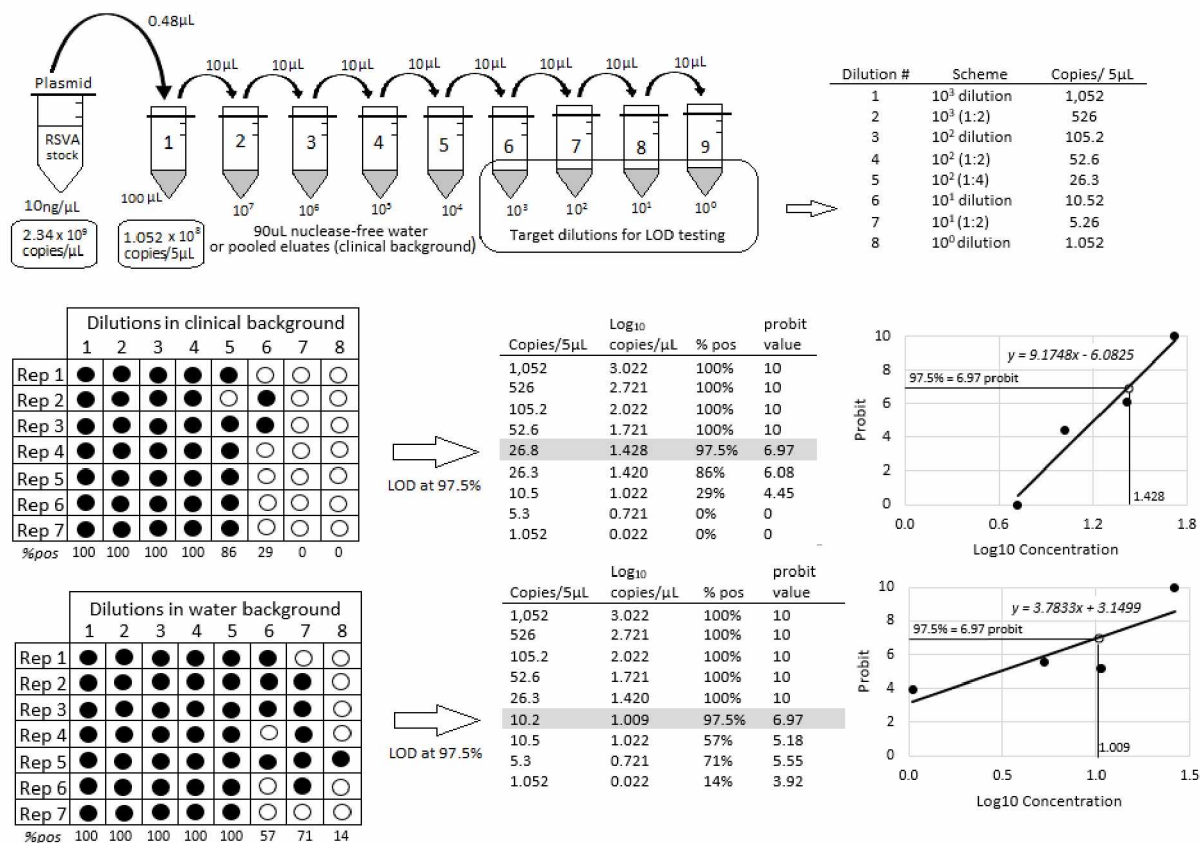 0.48µL
10µL 10µL 10µL 10µL 10µL 10µL 10µL 10µL
Plasmid
RSVA stock
1 2 3 4 5 6 7 8 9
10ng/µL
100 µL
10⁷ 10⁶ 10⁵ 10⁴ 10³ 10² 10¹ 10⁰
2.34 x 10⁹
copies/µL
1.052 x 10⁸
copies/5µL
90uL nuclease-free water
or pooled eluates (clinical background)
Target dilutions for LOD testing
Dilution # Scheme Copies/ 5µL
1 10³ dilution 1,052
2 10³ (1:2) 526
3 10² dilution 105.2
4 10² (1:2) 52.6
5 10² (1:4) 26.3
6 10¹ dilution 10.52
7 10¹ (1:2) 5.26
8 10⁰ dilution 1.052
Dilutions in clinical background
1 2 3 4 5 6 7 8
Rep 1
Rep 2
Rep 3
Rep 4
Rep 5
Rep 6
Rep 7
%pos 100 100 100 100 86 29 0 0
LOD at 97.5%
Log₁₀ probit
Copies/5µL copies/µL % pos value
1,052 3.022 100% 10
526 2.721 100% 10
105.2 2.022 100% 10
52.6 1.721 100% 10
26.8 1.428 97.5% 6.97
26.3 1.420 86% 6.08
10.5 1.022 29% 4.45
5.3 0.721 0% 0
1.052 0.022 0% 0
Probit
10
8
6
4
2
0
y = 9.1748x - 6.0825
97.5% = 6.97 probit
1.428
0.0 0.6 1.2 1.8
Log10 Concentration
Dilutions in water background
1 2 3 4 5 6 7 8
Rep 1
Rep 2
Rep 3
Rep 4
Rep 5
Rep 6
Rep 7
%pos 100 100 100 100 100 57 71 14
LOD at 97.5%
Log₁₀ probit
Copies/5µL copies/µL % pos value
1,052 3.022 100% 10
526 2.721 100% 10
105.2 2.022 100% 10
52.6 1.721 100% 10
26.3 1.420 100% 10
10.2 1.009 97.5% 6.97
10.5 1.022 57% 5.18
5.3 0.721 71% 5.55
1.052 0.022 14% 3.92
Probit
10
8
6
4
2
0
y = 3.7833x + 3.1499
97.5% = 6.97 probit
1.009
0.0 0.5 1.0 1.5
Log10 Concentration